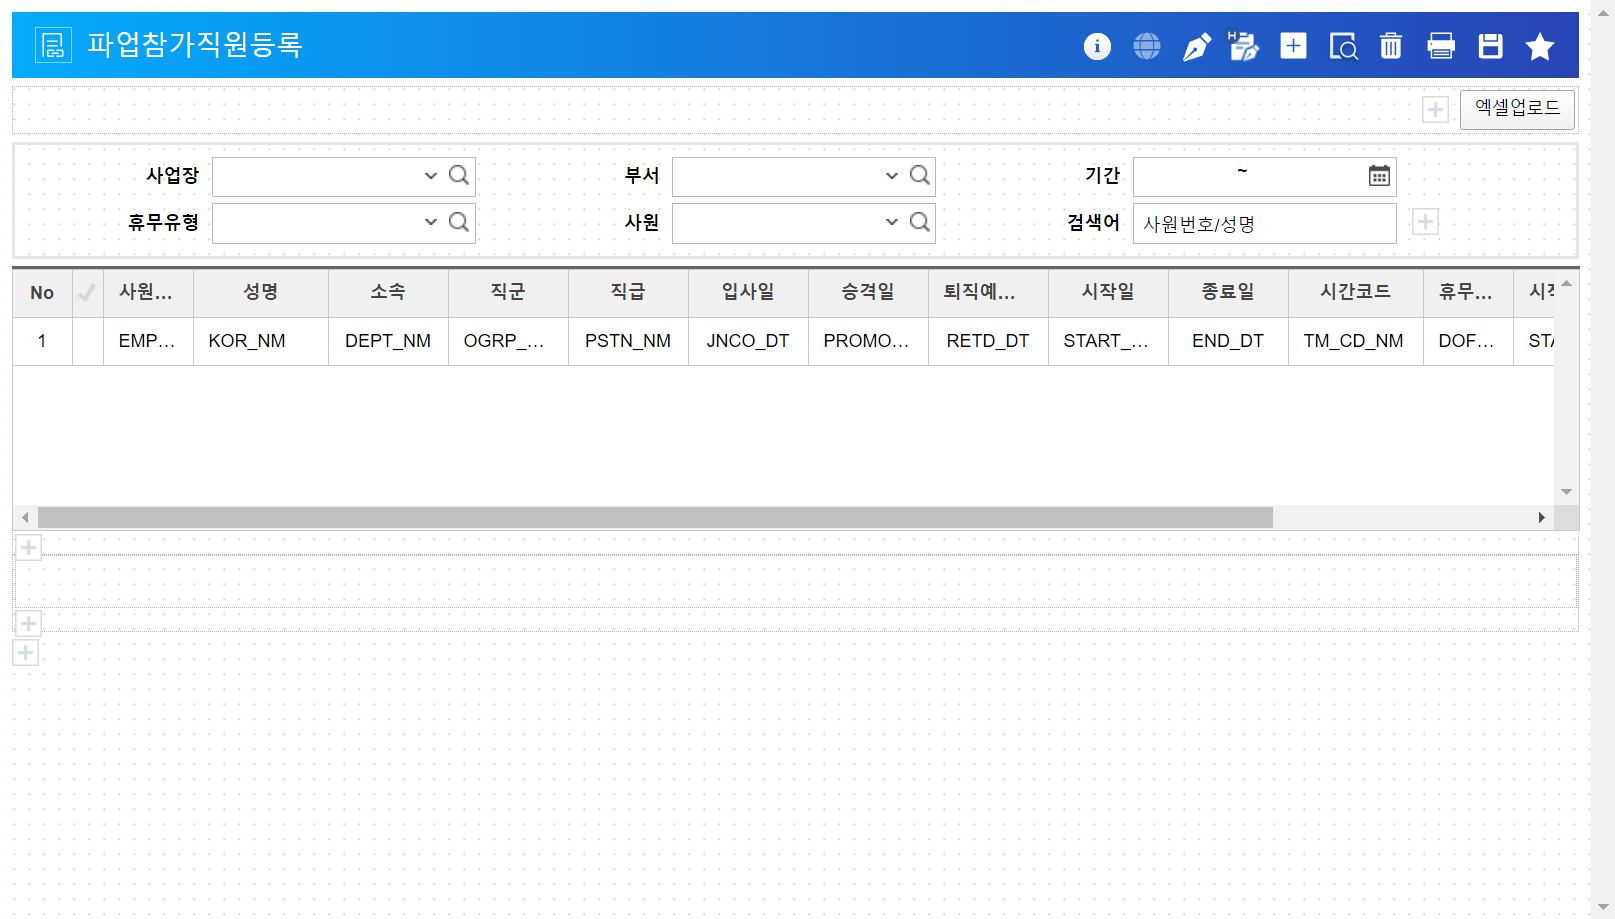 파업참가직원등록
엑셀업로드
사업장 부서 기간 ~
휴무유형 사원 검색어 사원번호/성명
No 사원... 성명 소속 직군 직급 입사일 승격일 퇴직예... 시작일 종료일 시간코드 휴무... 시작
1 EMP... KOR_NM DEPT_NM OGRP_... PSTN_NM JNCO_DT PROMO... RETD_DT START_... END_DT TM_CD_NM DOF... STA